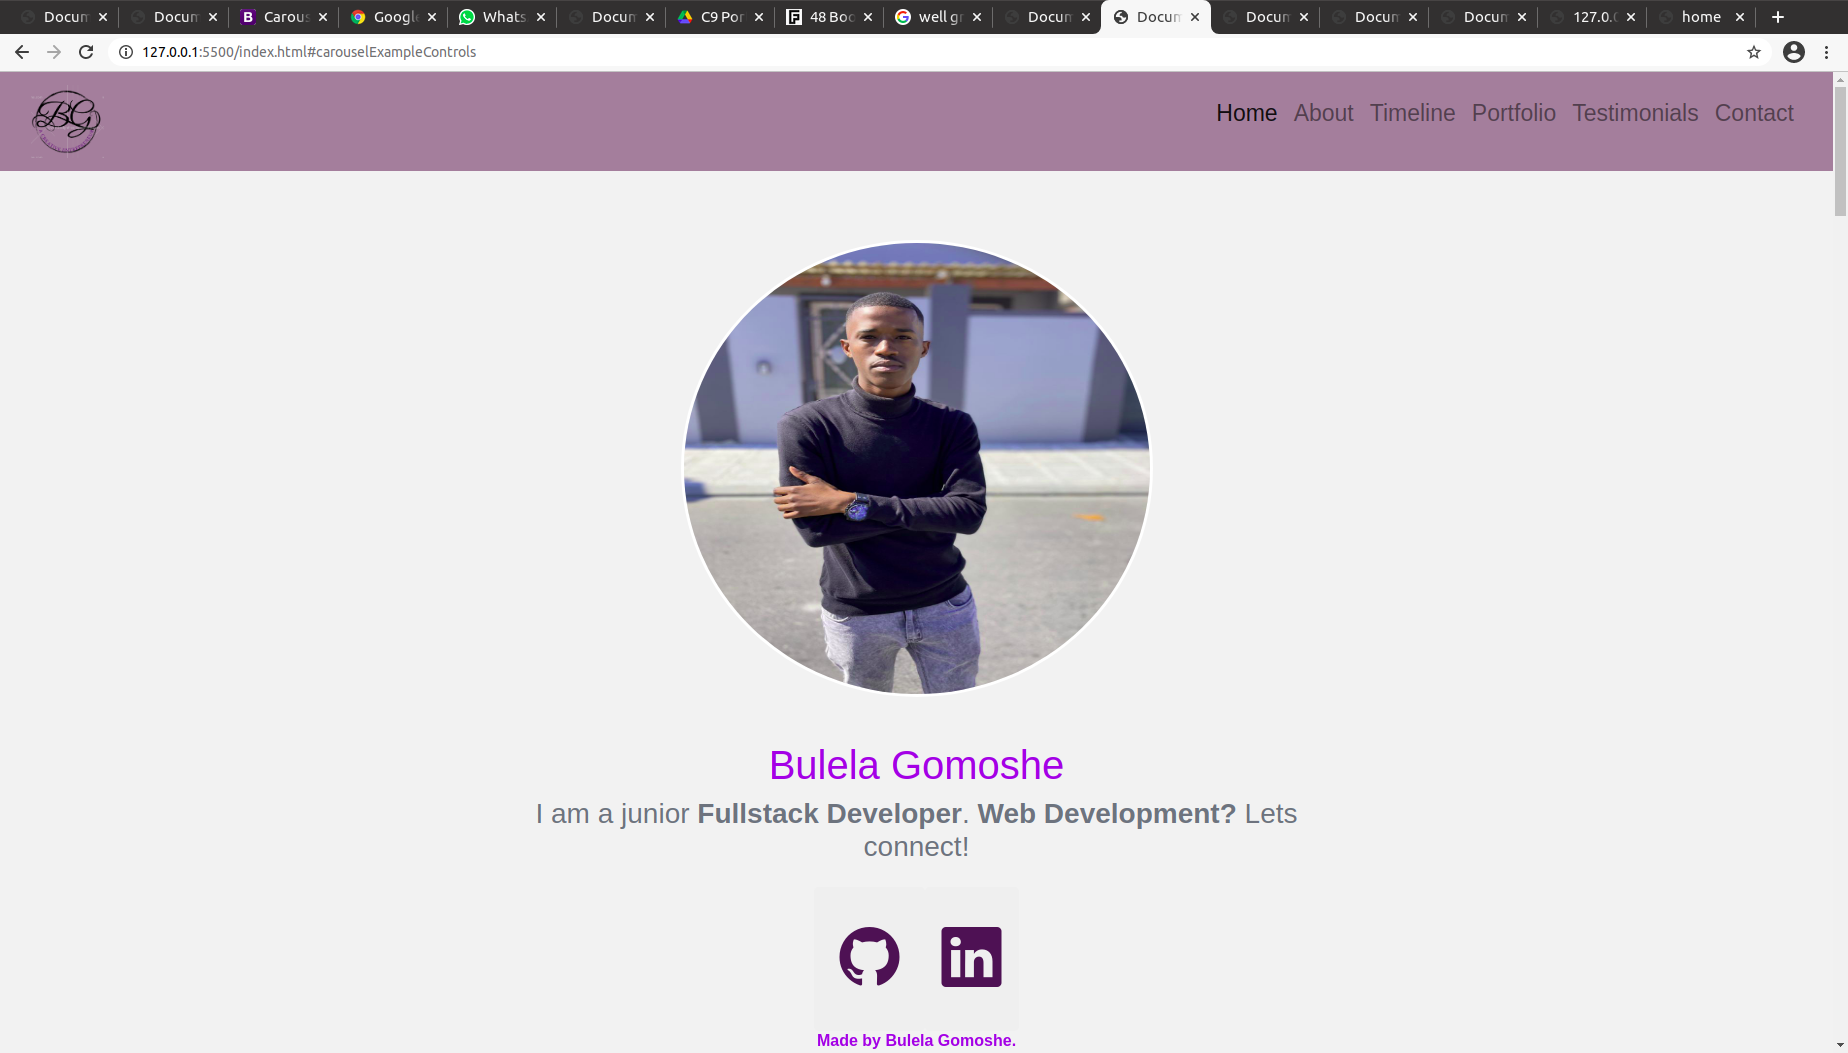 Docum Docum Carous Google Whats. Docum C9 Por 48 Boo well gr Docum Docum Docum Docum Docum 127.0.0 home
127.0.0.1:5500/index.html#carouselExampleControls
BG
Home About Timeline Portfolio Testimonials Contact
Bulela Gomoshe
I am a junior Fullstack Developer. Web Development? Lets
connect!
in
Made by Bulela Gomoshe.